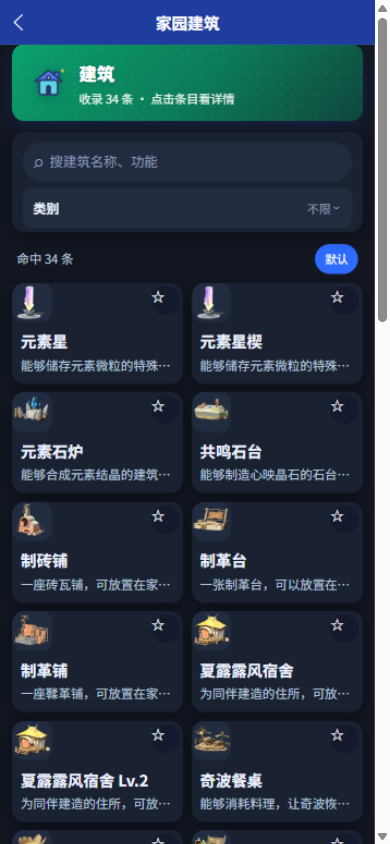 家园建筑
建筑
收录 34 条 · 点击条目看详情
搜建筑名称、功能
类别
不限
命中 34 条
默认
元素星
能够储存元素微粒的特殊…
元素星楔
能够储存元素微粒的特殊…
元素石炉
能够合成元素结晶的建筑…
共鸣石台
能够制造心映晶石的石台…
制砖铺
一座砖瓦铺，可放置在家…
制革台
一张制革台，可以放置在…
制革铺
一座鞣革铺，可放置在家…
夏露露风宿舍
为同伴建造的住所，可放…
夏露露风宿舍 Lv.2
为同伴建造的住所，可放…
奇波餐桌
能够消耗料理，让奇波恢…